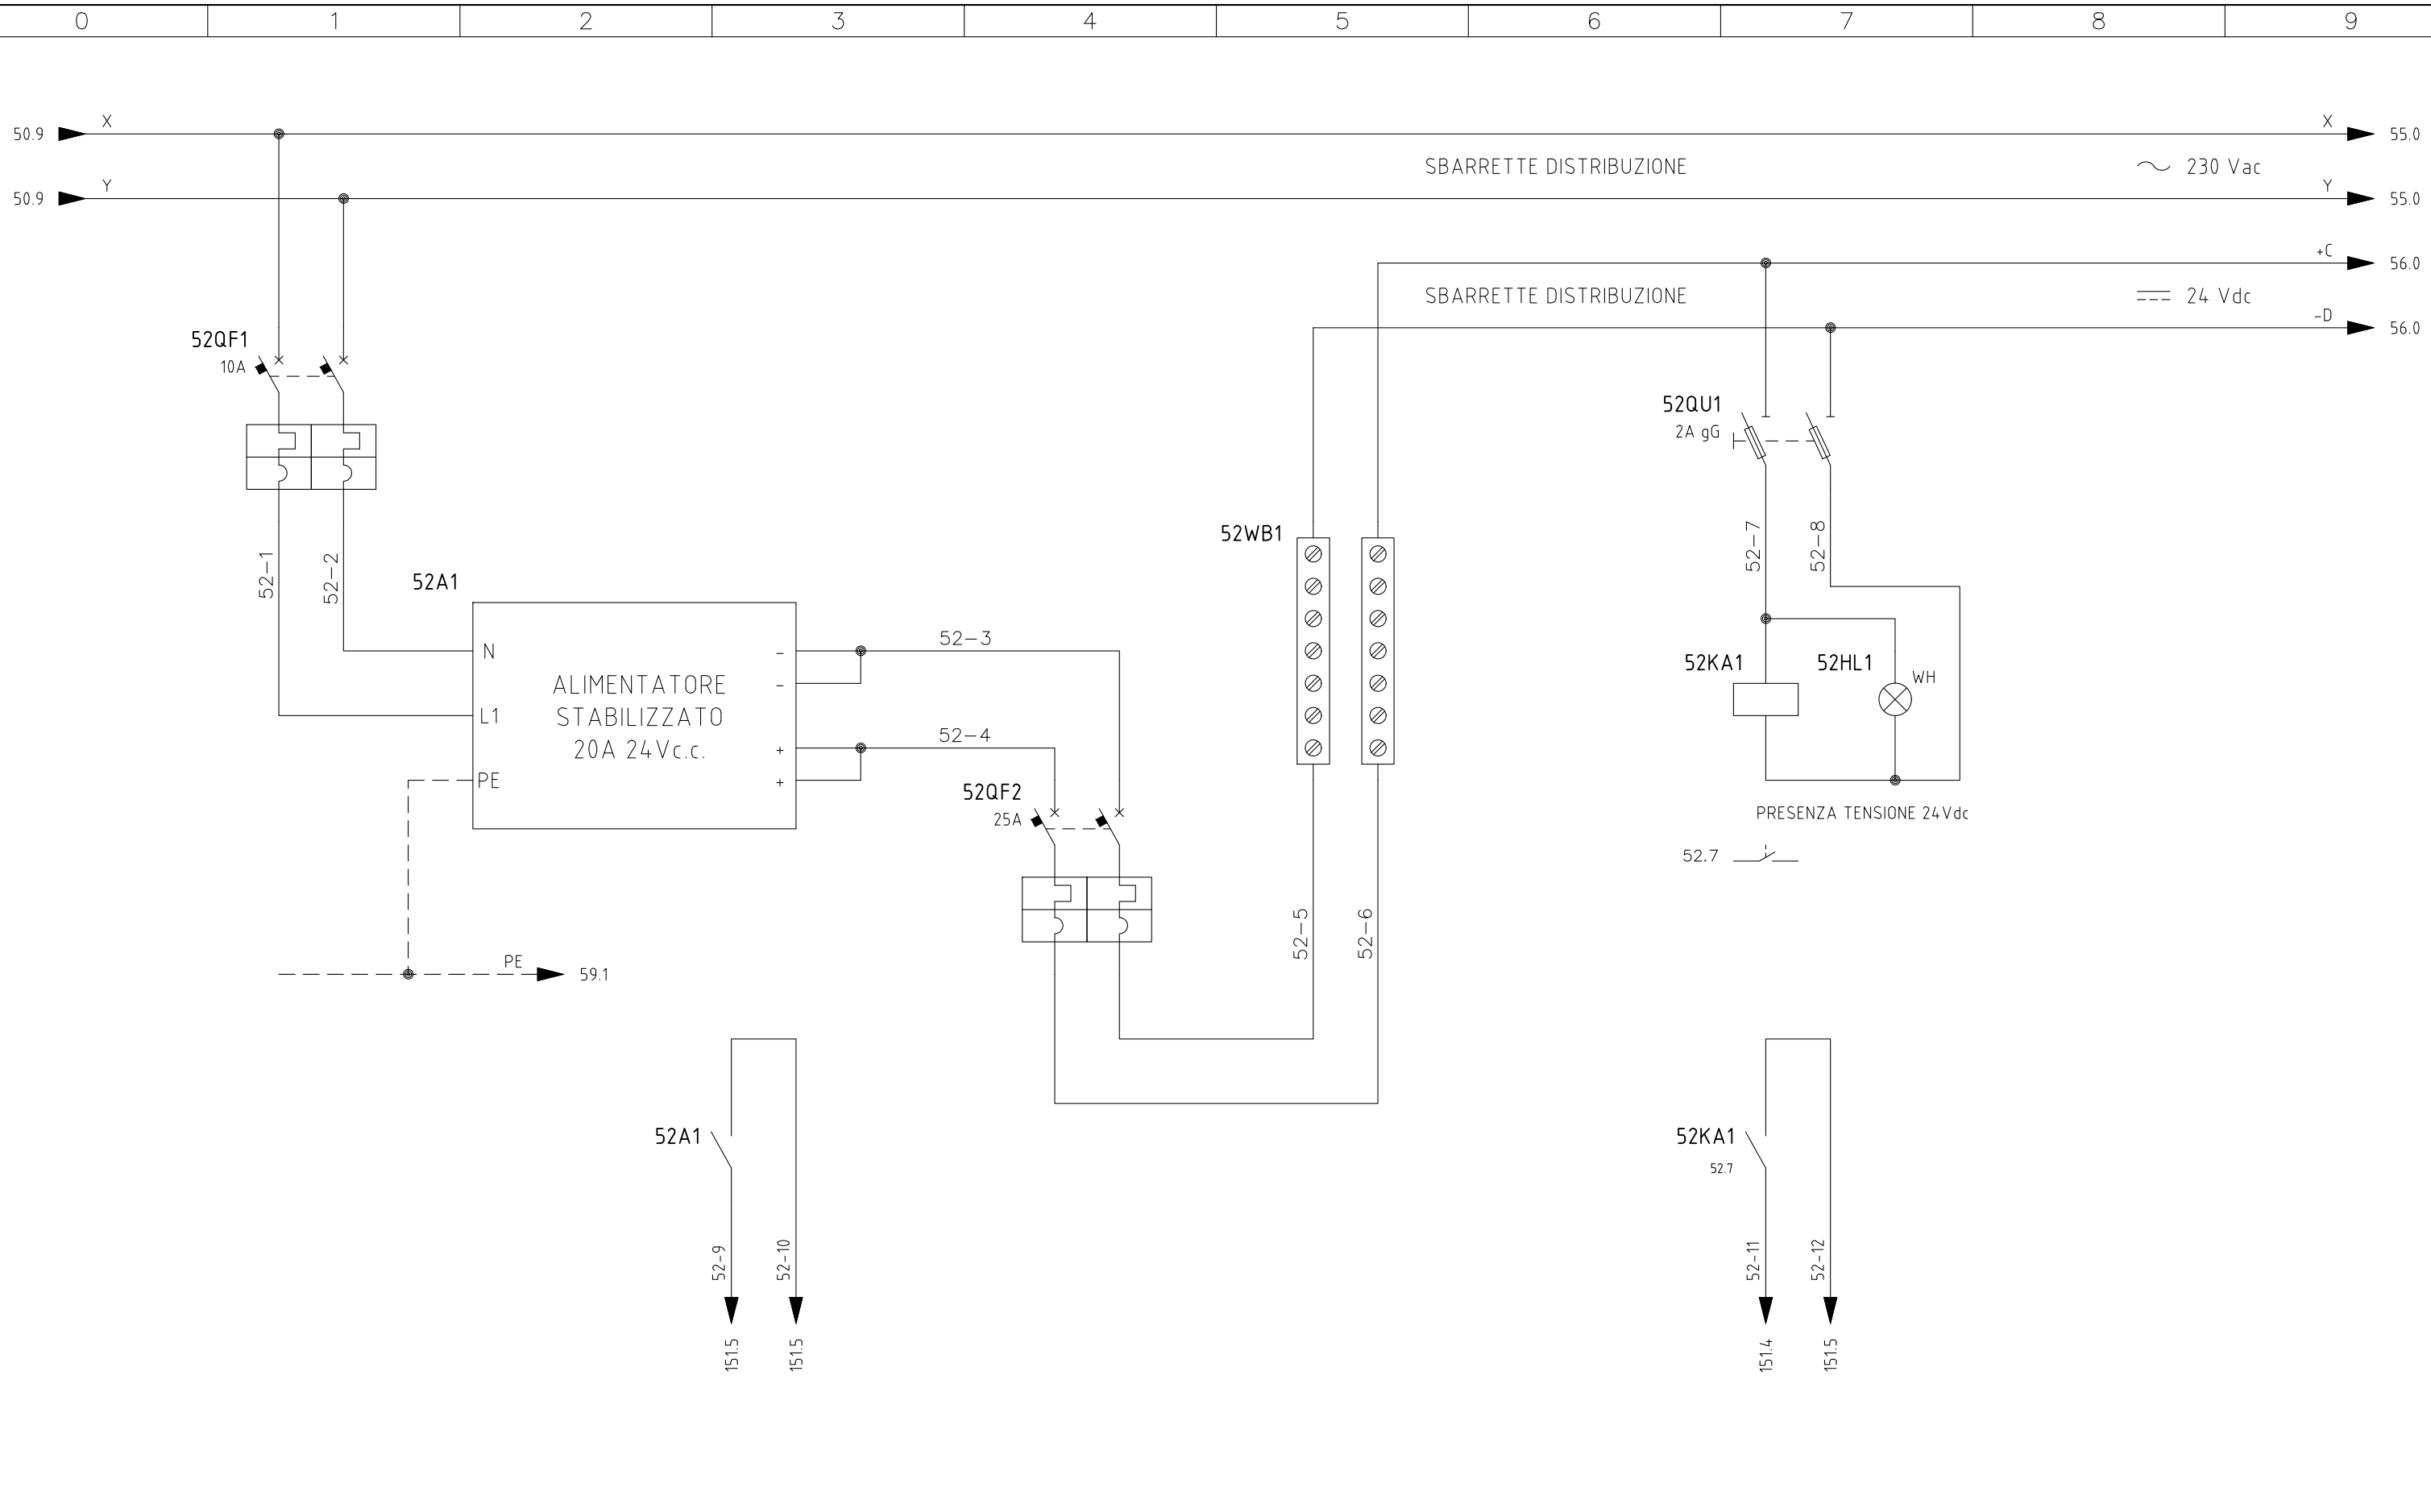 0 1 2 3 4 5 6 7 8 9
X X
50.9 55.0
SBARRETTE DISTRIBUZIONE 230 Vac
Y Y
50.9 55.0
+C
56.0
SBARRETTE DISTRIBUZIONE 24 Vdc
-D
56.0
52QF1
10A
52QU1
2A gG
52WB1
52-7
52-8
52-1
52-2
52A1
N
L1
PE
ALIMENTATORE
STABILIZZATO
20A 24Vc.c.
-
-
+
+
52-3
52-4
52KA1
52HL1
WH
52QF2
25A
PRESENZA TENSIONE 24Vdc
52.7
52-5
52-6
PE
59.1
52A1
52KA1
52.7
52-9
52-10
52-11
52-12
151.5
151.5
151.4
151.5